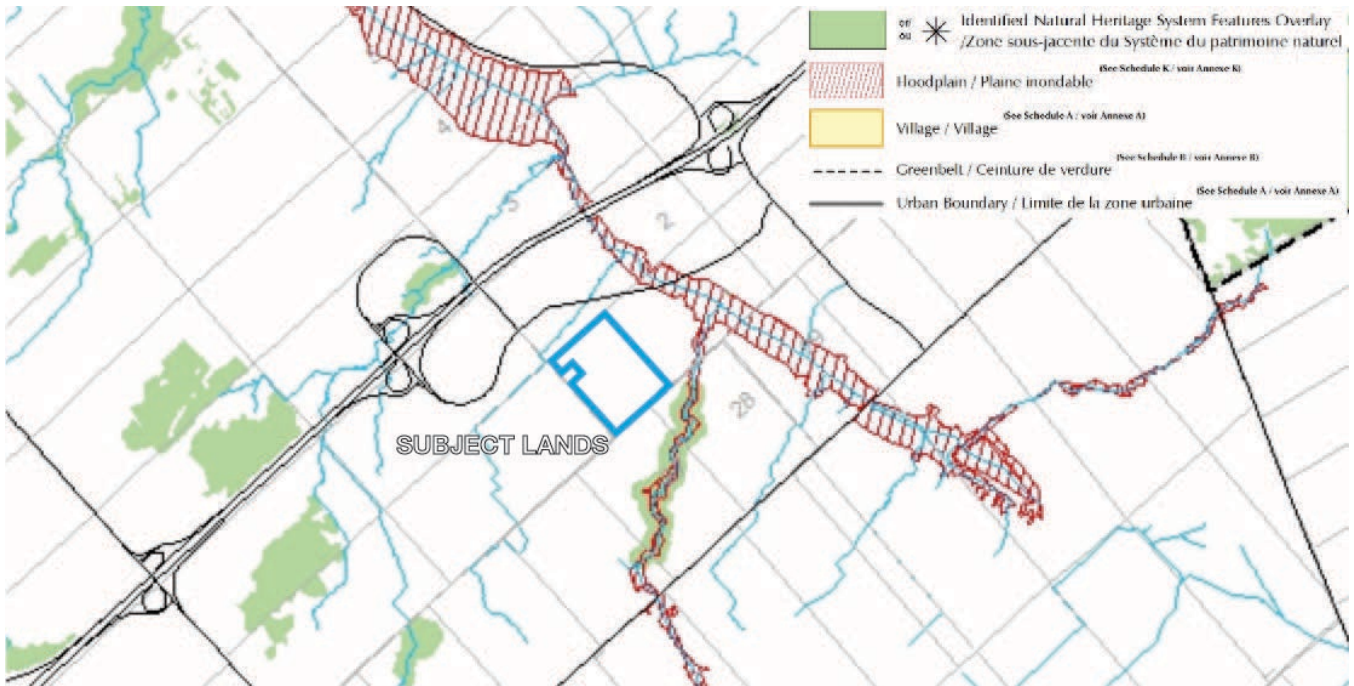 or/
ou
Identified Natural Heritage System Features Overlay
/Zone sous-jacente du Système du patrimoine naturel
(See Schedule K / voir Annexe K)
Floodplain / Plaine inondable
(See Schedule A / voir Annexe A)
Village / Village
(See Schedule B / voir Annexe B)
Greenbelt / Ceinture de verdure
(See Schedule A / voir Annexe A)
Urban Boundary / Limite de la zone urbaine
4
2
28
SUBJECT LANDS